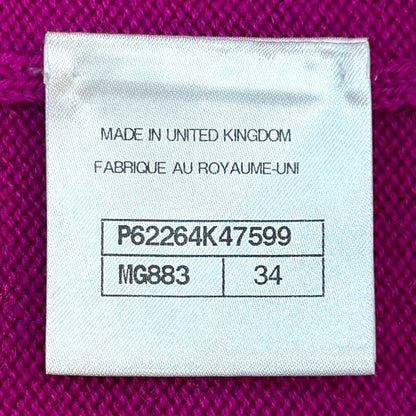 MADE IN UNITED KINGDOM
FABRIQUE AU ROYAUME-UNI
P62264K47599
MG883 34